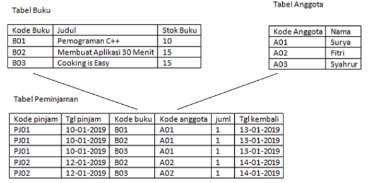 Tabel Buku
Kode Buku Judul Stok Buku
B01 Pemograman C++ 10
B02 Membuat Aplikasi 30 Menit 15
B03 Cooking is Easy 15
Tabel Anggota
Kode Anggota Nama
A01 Surya
A02 Fitri
A03 Syahrur
Tabel Peminjaman
Kode pinjam Tgl pinjam Kode buku Kode anggota juml Tgl kembali
PJ01 10-01-2019 B01 A01 1 13-01-2019
PJ01 10-01-2019 B02 A01 1 13-01-2019
PJ01 10-01-2019 B03 A01 1 13-01-2019
PJ02 12-01-2019 B01 A02 1 14-01-2019
PJ02 12-01-2019 B03 A02 1 14-01-2019